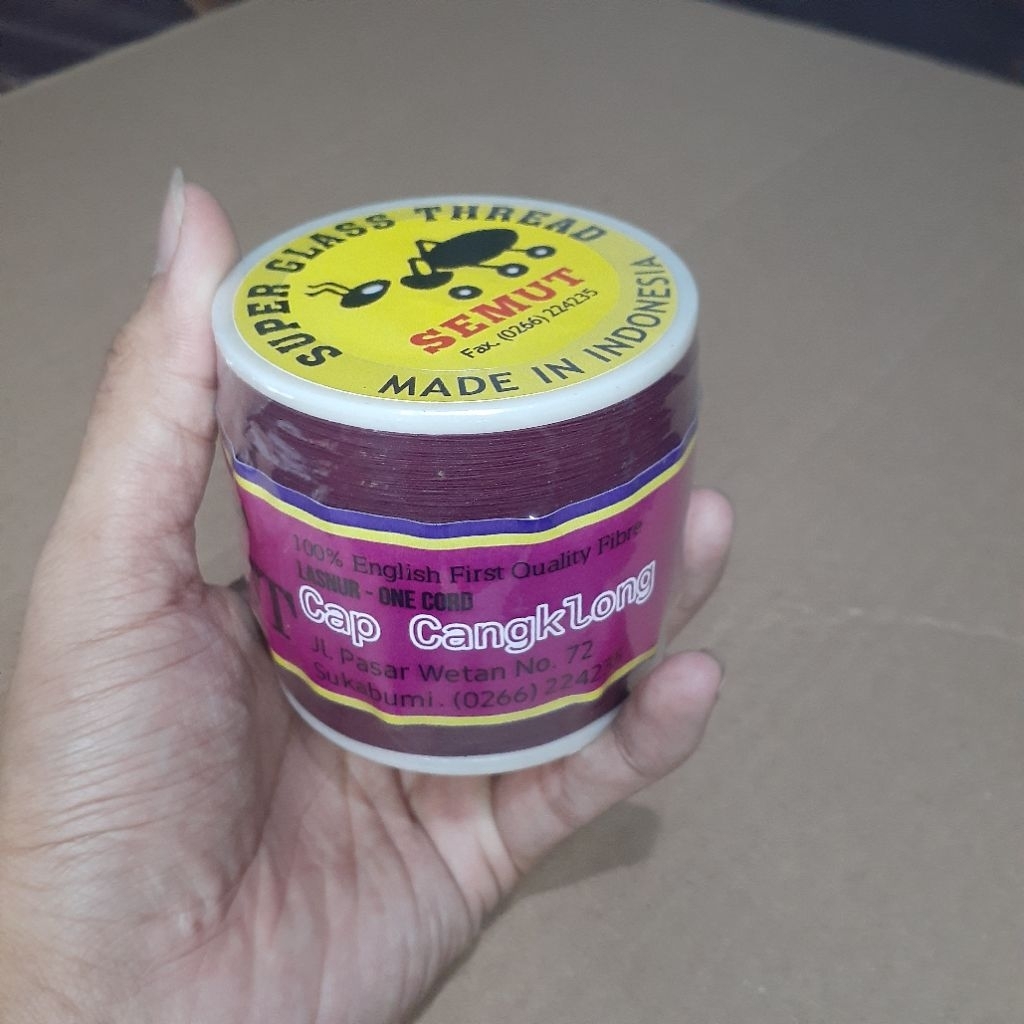 SUPER GLASS THREAD
SEMUT
Fax. (0266) 224235
MADE IN INDONESIA
100% English First Quality Fibre
LASNUR - ONE CORD
Cap Cangklong
Jl. Pasar Wetan No. 72
Sukabumi. (0266)